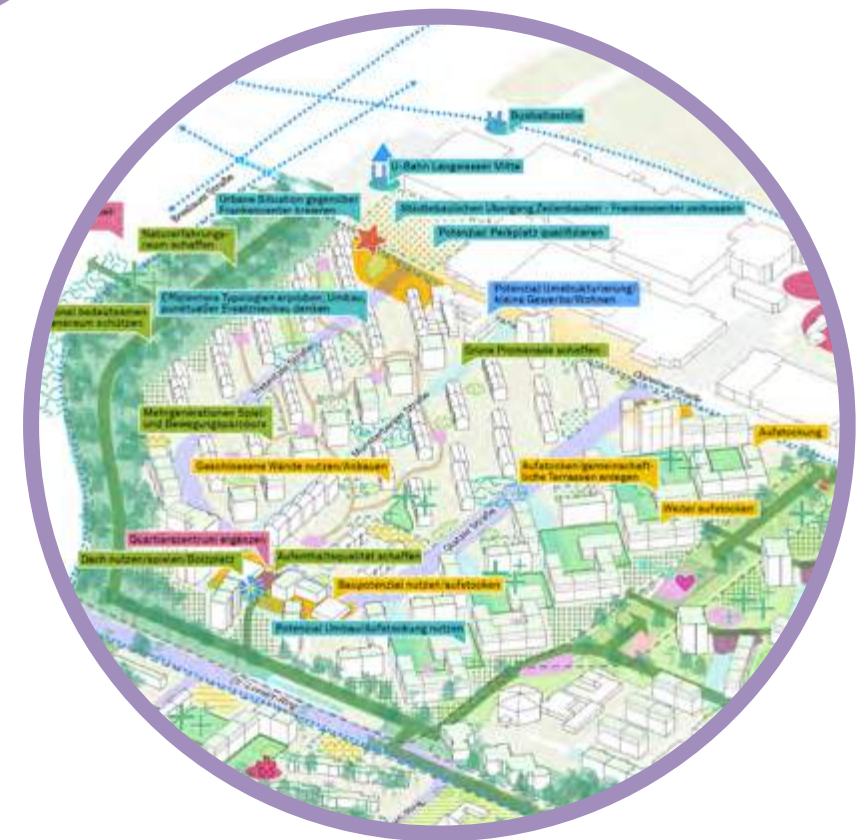 Bushaltestelle
U-Bahn Langwasser Mitte
Urbane Situation gegenüber
Frankencenter kreieren
Städtebaulichen Übergang Zeilenbauten - Frankencenter verbessern
Naturerfahrungs-
raum schaffen
Potenzial Parkplatz qualifizieren
Effizientere Typologien erproben, Umbau,
punktueller Ersatzneubau denken
Potenzial Umstrukturierung/
kleine Gewerbe/Wohnen
bedeutsamen
schützen
Grüne Promenade schaffen
Mehrgenerationen Spiel-
und Bewegungsparcours
Aufstockung
Geschlossene Wände nutzen/Anbauen
Aufstocken/gemeinschaft-
liche Terrassen anlegen
Weiter aufstocken
Quartierszentrum ergänzen
Dach nutzen/spielen/Bolzplatz
Aufenthaltsqualität schaffen
Baupotenzial nutzen/aufstocken
Potenzial Umbau/Aufstockung nutzen